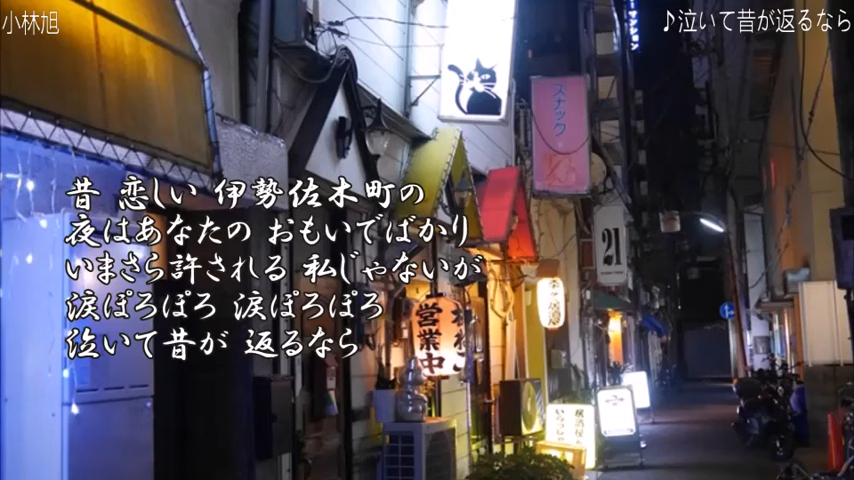 小林旭
♪泣いて昔が返るなら
昔 恋しい 伊勢佐木町の
夜はあなたの おもいでばかり
いまさら許される 私じゃないが
涙ぽろぽろ 涙ぽろぽろ
泣いて昔が 返るなら
スナック
21
営業中
居酒屋